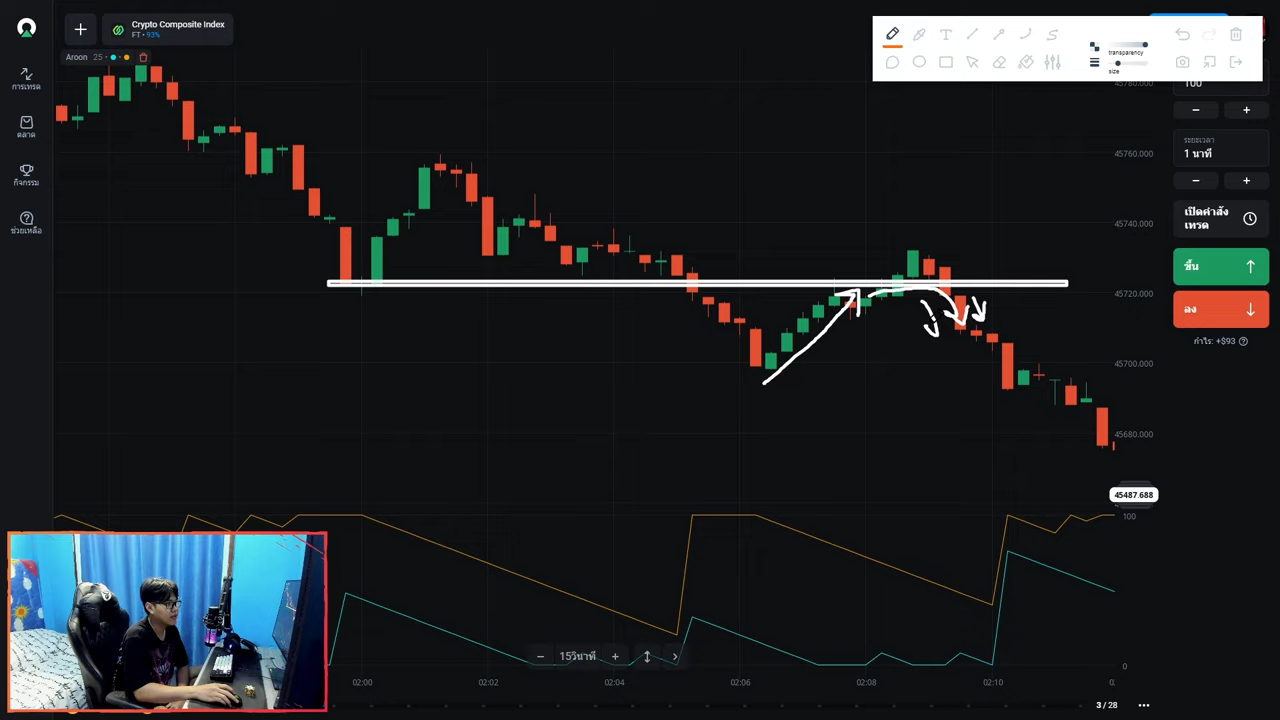 Crypto Composite Index
FT • 93%
Aroon 25
transparency
size
การเทรด
ตลาด
กิจกรรม
ช่วยเหลือ
100
ระยะเวลา
1 นาที
เปิดคำสั่ง
เทรด
ขึ้น
ลง
กำไร: +$93
45780.000
45760.000
45740.000
45720.000
45700.000
45680.000
45487.688
100
0
15วินาที
02:00
02:02
02:04
02:06
02:08
02:10
3 / 28